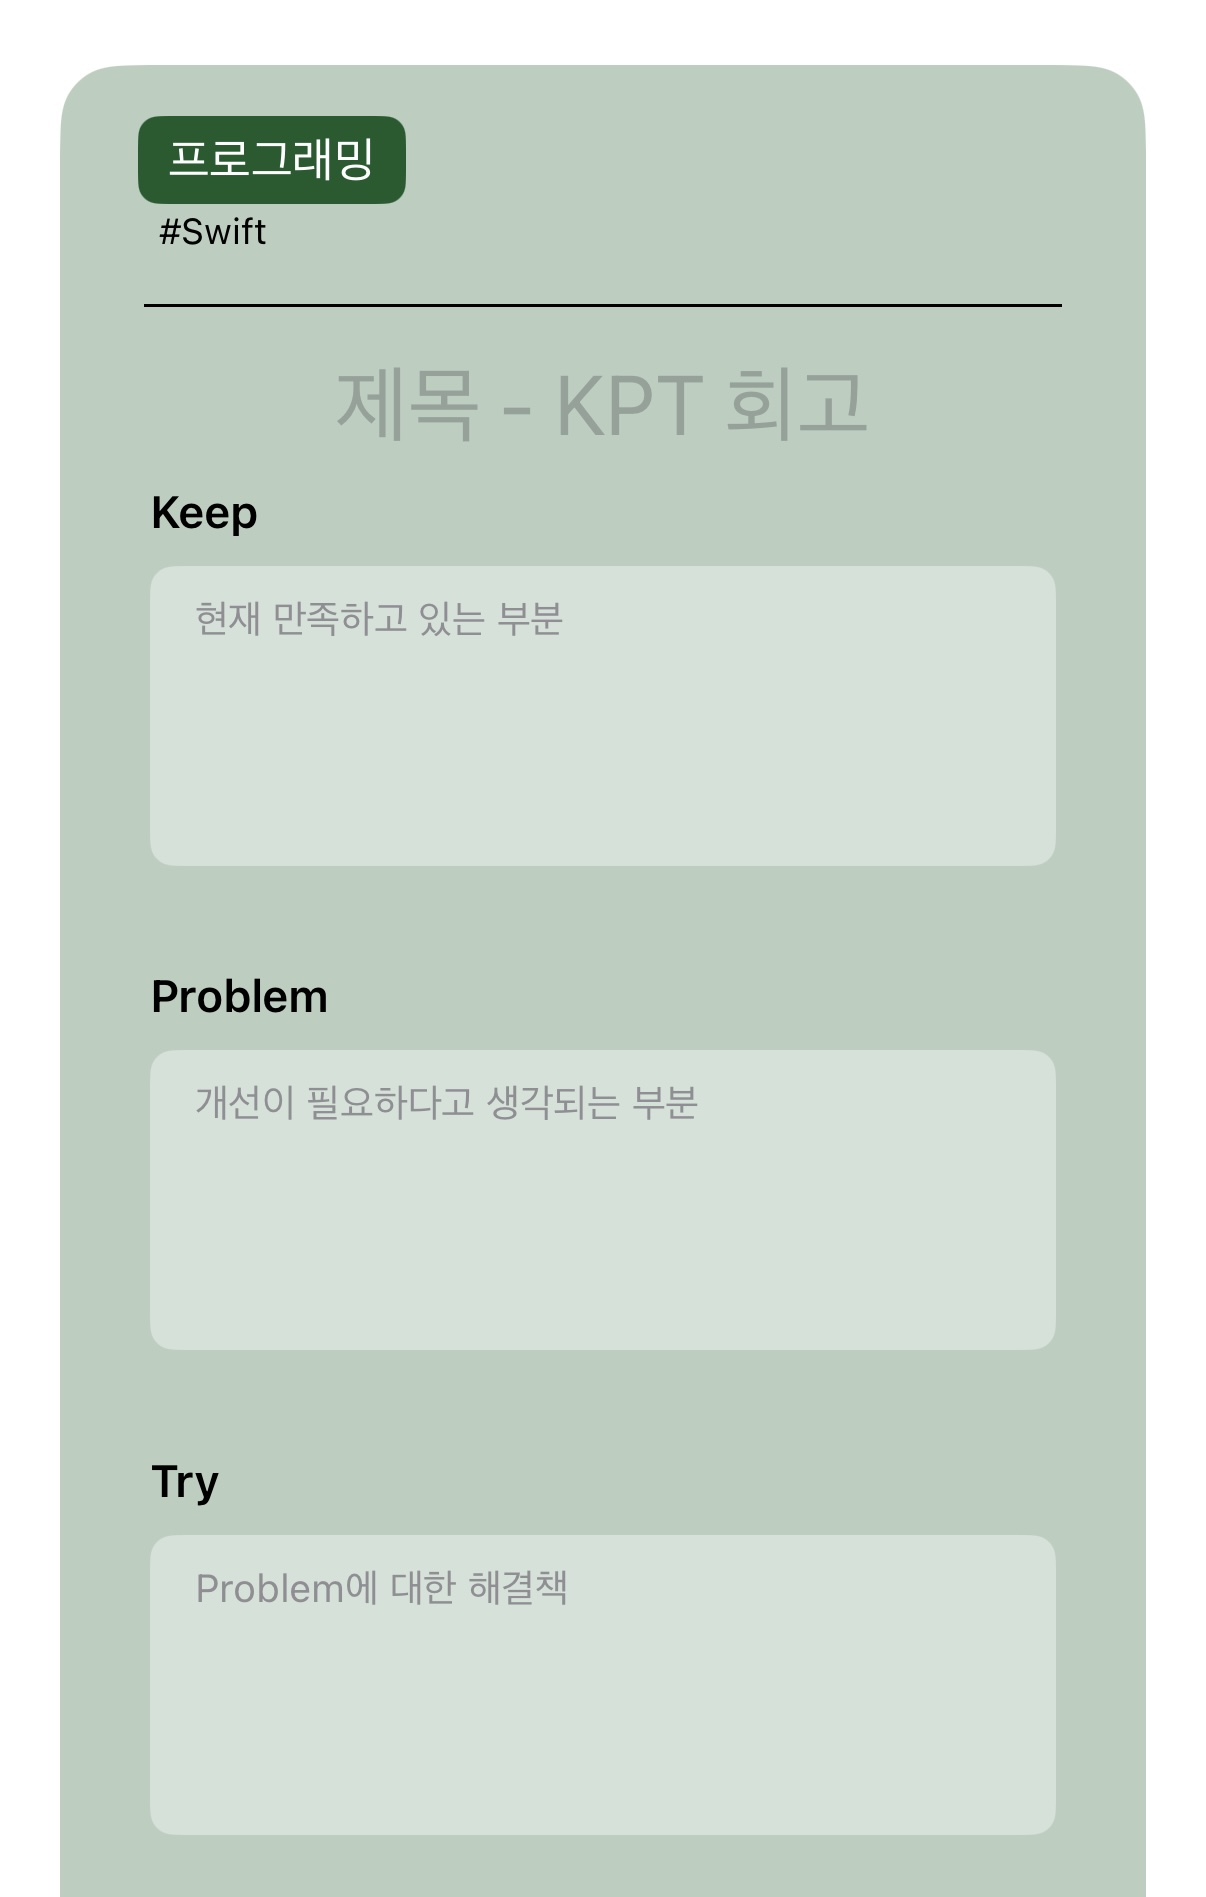 프로그래밍
#Swift
제목 - KPT 회고
Keep
현재 만족하고 있는 부분
Problem
개선이 필요하다고 생각되는 부분
Try
Problem에 대한 해결책